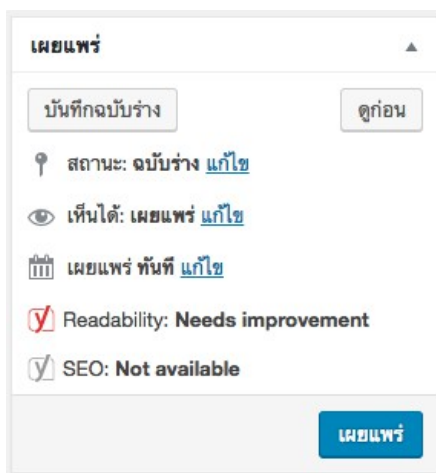 เผยแพร่
บันทึกฉบับร่าง ดูก่อน
สถานะ: ฉบับร่าง แก้ไข
เห็นได้: เผยแพร่ แก้ไข
เผยแพร่ ทันที แก้ไข
Readability: Needs improvement
SEO: Not available
เผยแพร่